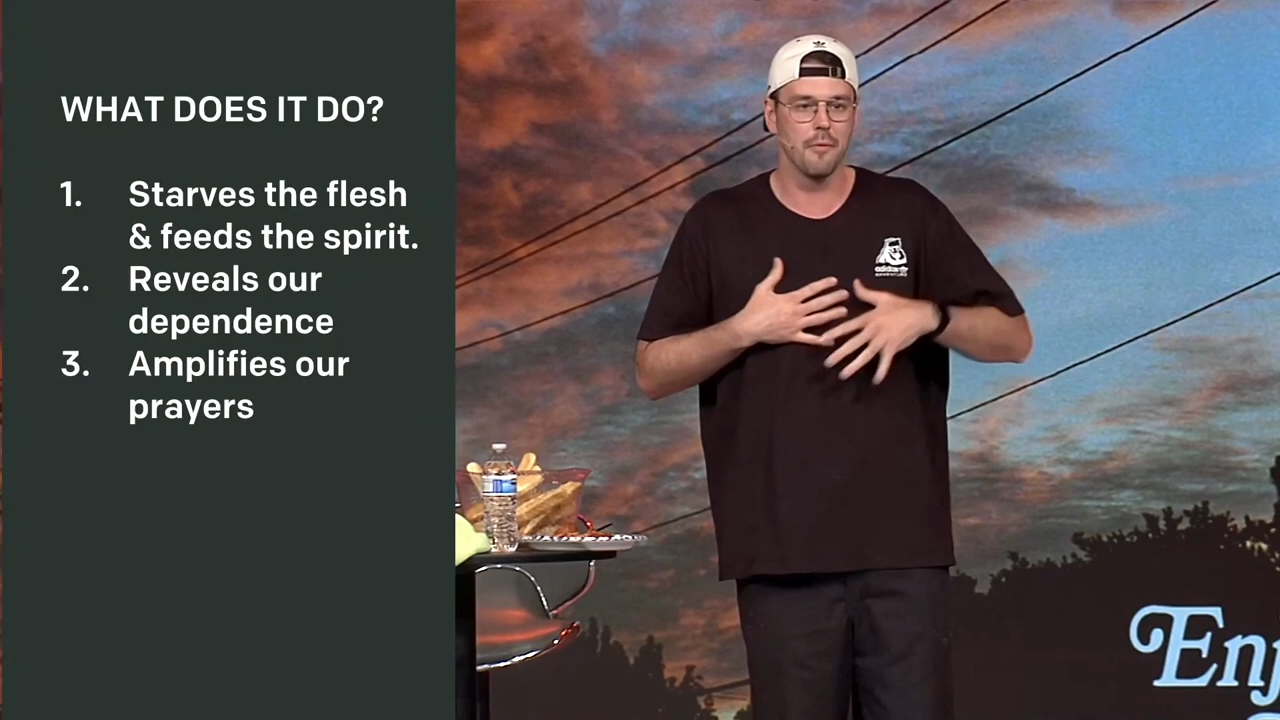 WHAT DOES IT DO?
1. Starves the flesh
& feeds the spirit.
2. Reveals our
dependence
3. Amplifies our
prayers